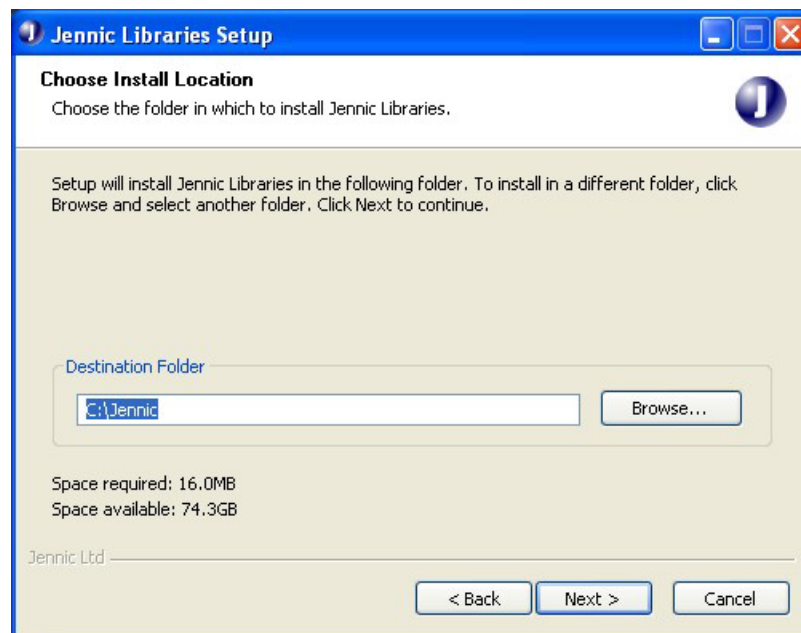 Jennic Libraries Setup
Choose Install Location
Choose the folder in which to install Jennic Libraries.
J
Setup will install Jennic Libraries in the following folder. To install in a different folder, click
Browse and select another folder. Click Next to continue.
Destination Folder
C:\Jennic
Browse...
Space required: 16.0MB
Space available: 74.3GB
Jennic Ltd
< Back
Next >
Cancel